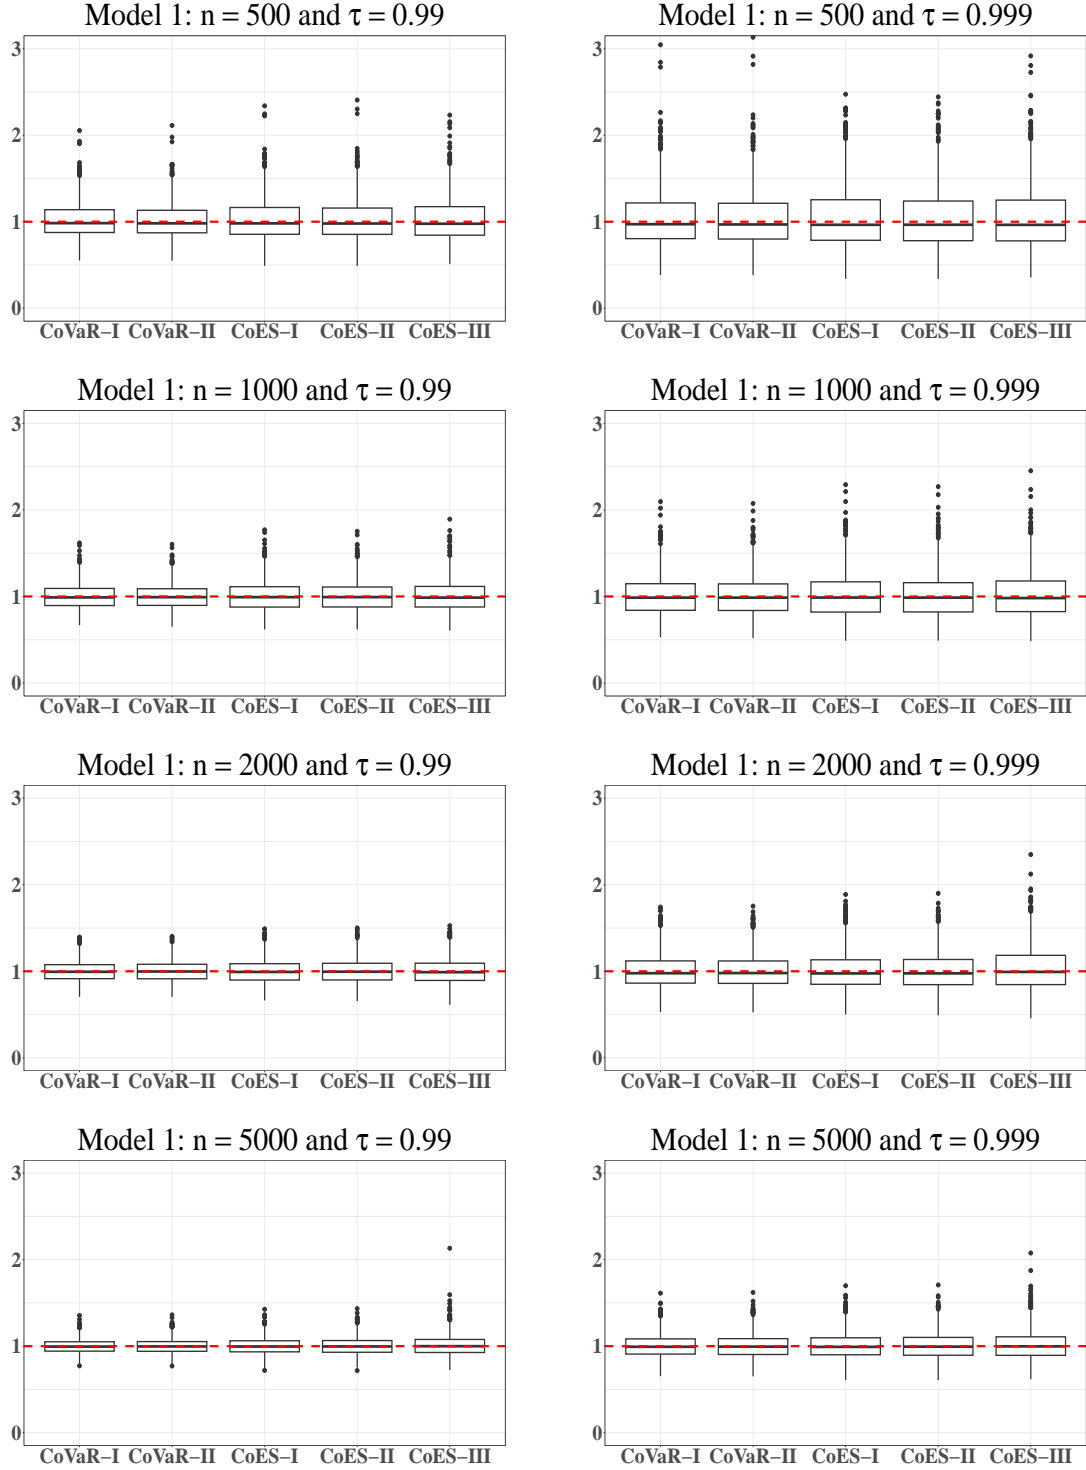 Model 1: n = 500 and τ = 0.99
3
2
1
0
CoVaR−I CoVaR−II CoES−I CoES−II CoES−III
Model 1: n = 500 and τ = 0.999
3
2
1
0
CoVaR−I CoVaR−II CoES−I CoES−II CoES−III
Model 1: n = 1000 and τ = 0.99
3
2
1
0
CoVaR−I CoVaR−II CoES−I CoES−II CoES−III
Model 1: n = 1000 and τ = 0.999
3
2
1
0
CoVaR−I CoVaR−II CoES−I CoES−II CoES−III
Model 1: n = 2000 and τ = 0.99
3
2
1
0
CoVaR−I CoVaR−II CoES−I CoES−II CoES−III
Model 1: n = 2000 and τ = 0.999
3
2
1
0
CoVaR−I CoVaR−II CoES−I CoES−II CoES−III
Model 1: n = 5000 and τ = 0.99
3
2
1
0
CoVaR−I CoVaR−II CoES−I CoES−II CoES−III
Model 1: n = 5000 and τ = 0.999
3
2
1
0
CoVaR−I CoVaR−II CoES−I CoES−II CoES−III